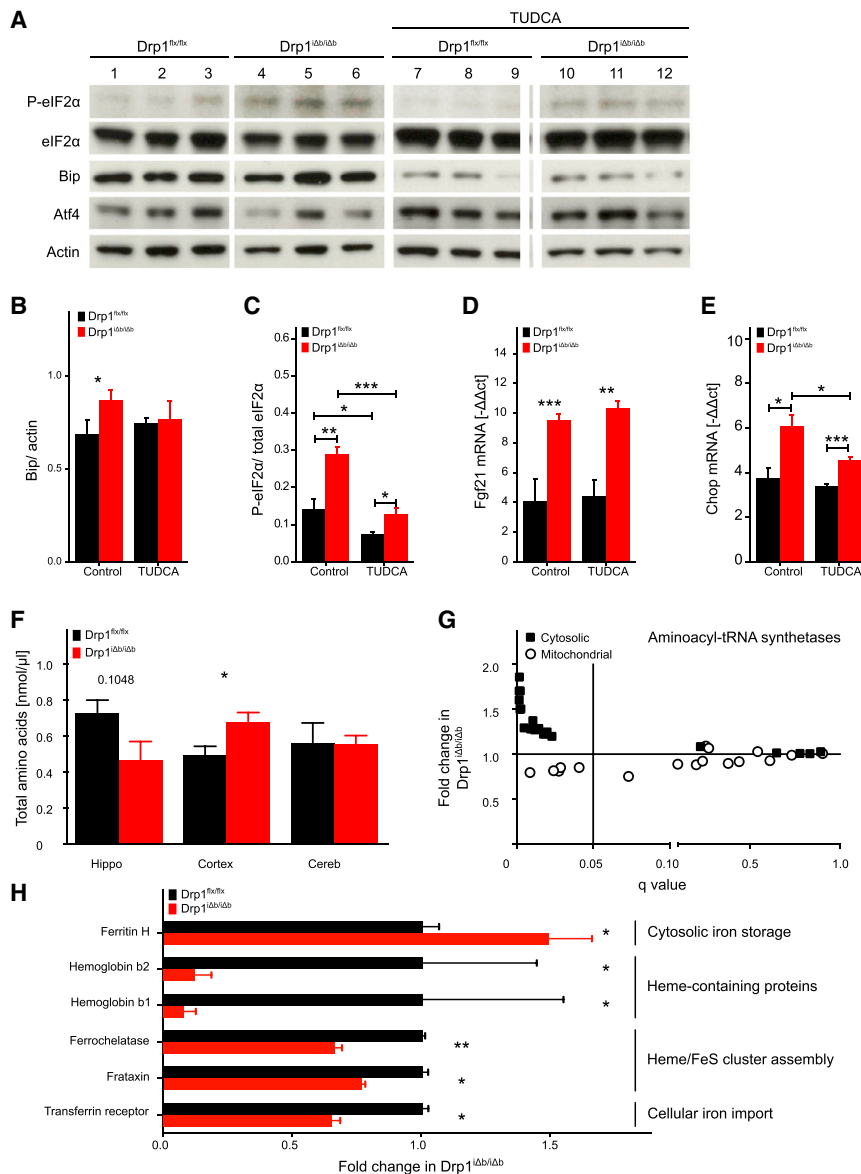 A
TUDCA
Drp1flx/flx Drp1iΔb/iΔb Drp1flx/flx Drp1iΔb/iΔb
1 2 3 4 5 6 7 8 9 10 11 12
P-eIF2α
eIF2α
Bip
Atf4
Actin
B
Drp1flx/flx
Drp1iΔb/iΔb
Bip/ actin
1.0
0.5
0.0
*
Control TUDCA
C
Drp1flx/flx
Drp1iΔb/iΔb
P-eIF2α/ total eIF2α
0.6
0.4
0.3
0.1
0.0
***
*
**
*
Control TUDCA
D
Drp1flx/flx
Drp1iΔb/iΔb
Fgf21 mRNA [-ΔΔct]
14
12
10
8
6
4
2
0
*** **
Control TUDCA
E
Drp1flx/flx
Drp1iΔb/iΔb
Chop mRNA [-ΔΔct]
10
8
6
4
2
0
* *
***
Control TUDCA
F
Drp1flx/flx
Drp1iΔb/iΔb
Total amino acids [nmol/µl]
1.0
0.8
0.6
0.4
0.2
0
0.1048 *
Hippo Cortex Cereb
G
Cytosolic
Mitochondrial
Aminoacyl-tRNA synthetases
Fold change in
Drp1iΔb/iΔb
2.0
1.5
1.0
0.5
0 0.05 0.10 0.5 1.0
q value
H
Drp1flx/flx
Drp1iΔb/iΔb
Ferritin H * Cytosolic iron storage
Hemoglobin b2 *
Heme-containing proteins
Hemoglobin b1 *
Ferrochelatase **
Heme/FeS cluster assembly
Frataxin *
Transferrin receptor * Cellular iron import
0.0 0.5 1.0 1.5
Fold change in Drp1iΔb/iΔb